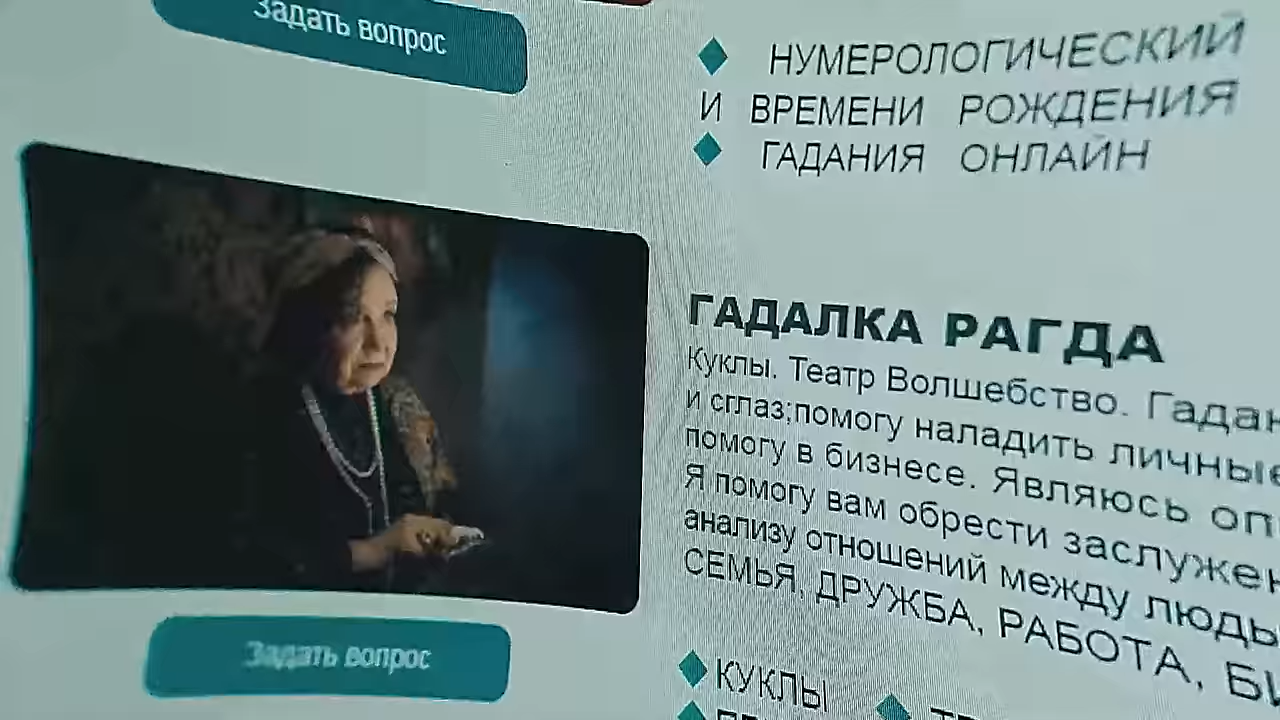 Задать вопрос
НУМЕРОЛОГИЧЕСКИЙ
И ВРЕМЕНИ РОЖДЕНИЯ
ГАДАНИЯ ОНЛАЙН
ГАДАЛКА РАГДА
Куклы. Театр Волшебство.
и сглаз;помогу наладить личные
помогу в бизнесе. Являюсь
Я помогу вам обрести
анализу отношений между
СЕМЬЯ, ДРУЖБА, РАБОТА,
Задать вопрос
КУКЛЫ